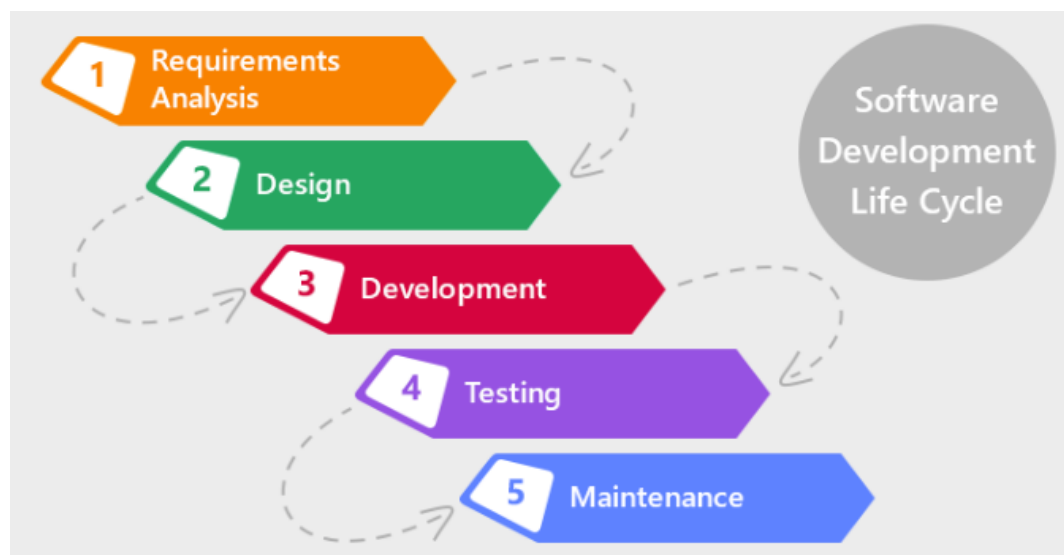 1
Requirements
Analysis
2
Design
3
Development
4
Testing
5
Maintenance
Software
Development
Life Cycle